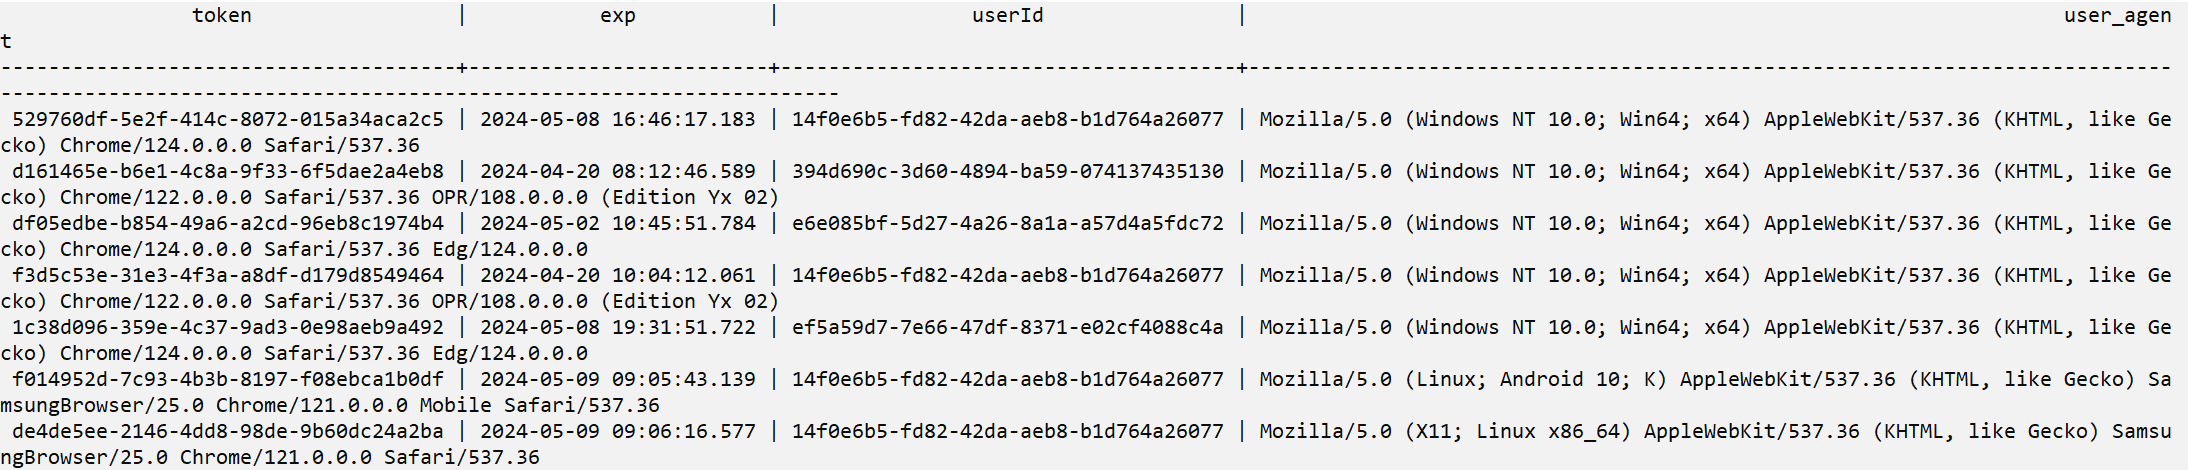 token | exp | userId | user_agen
t
--------------------------------------+-------------------------+--------------------------------------+-----------------------------------------------------------------------------
----------------------------------------------------------------------
529760df-5e2f-414c-8072-015a34aca2c5 | 2024-05-08 16:46:17.183 | 14f0e6b5-fd82-42da-aeb8-b1d764a26077 | Mozilla/5.0 (Windows NT 10.0; Win64; x64) AppleWebKit/537.36 (KHTML, like Ge
cko) Chrome/124.0.0.0 Safari/537.36
d161465e-b6e1-4c8a-9f33-6f5dae2a4eb8 | 2024-04-20 08:12:46.589 | 394d690c-3d60-4894-ba59-074137435130 | Mozilla/5.0 (Windows NT 10.0; Win64; x64) AppleWebKit/537.36 (KHTML, like Ge
cko) Chrome/122.0.0.0 Safari/537.36 OPR/108.0.0.0 (Edition Yx 02)
df05edbe-b854-49a6-a2cd-96eb8c1974b4 | 2024-05-02 10:45:51.784 | e6e085bf-5d27-4a26-8a1a-a57d4a5fdc72 | Mozilla/5.0 (Windows NT 10.0; Win64; x64) AppleWebKit/537.36 (KHTML, like Ge
cko) Chrome/124.0.0.0 Safari/537.36 Edg/124.0.0.0
f3d5c53e-31e3-4f3a-a8df-d179d8549464 | 2024-04-20 10:04:12.061 | 14f0e6b5-fd82-42da-aeb8-b1d764a26077 | Mozilla/5.0 (Windows NT 10.0; Win64; x64) AppleWebKit/537.36 (KHTML, like Ge
cko) Chrome/122.0.0.0 Safari/537.36 OPR/108.0.0.0 (Edition Yx 02)
1c38d096-359e-4c37-9ad3-0e98aeb9a492 | 2024-05-08 19:31:51.722 | ef5a59d7-7e66-47df-8371-e02cf4088c4a | Mozilla/5.0 (Windows NT 10.0; Win64; x64) AppleWebKit/537.36 (KHTML, like Ge
cko) Chrome/124.0.0.0 Safari/537.36 Edg/124.0.0.0
f014952d-7c93-4b3b-8197-f08ebca1b0df | 2024-05-09 09:05:43.139 | 14f0e6b5-fd82-42da-aeb8-b1d764a26077 | Mozilla/5.0 (Linux; Android 10; K) AppleWebKit/537.36 (KHTML, like Gecko) Sa
msungBrowser/25.0 Chrome/121.0.0.0 Mobile Safari/537.36
de4de5ee-2146-4dd8-98de-9b60dc24a2ba | 2024-05-09 09:06:16.577 | 14f0e6b5-fd82-42da-aeb8-b1d764a26077 | Mozilla/5.0 (X11; Linux x86_64) AppleWebKit/537.36 (KHTML, like Gecko) Samsu
ngBrowser/25.0 Chrome/121.0.0.0 Safari/537.36